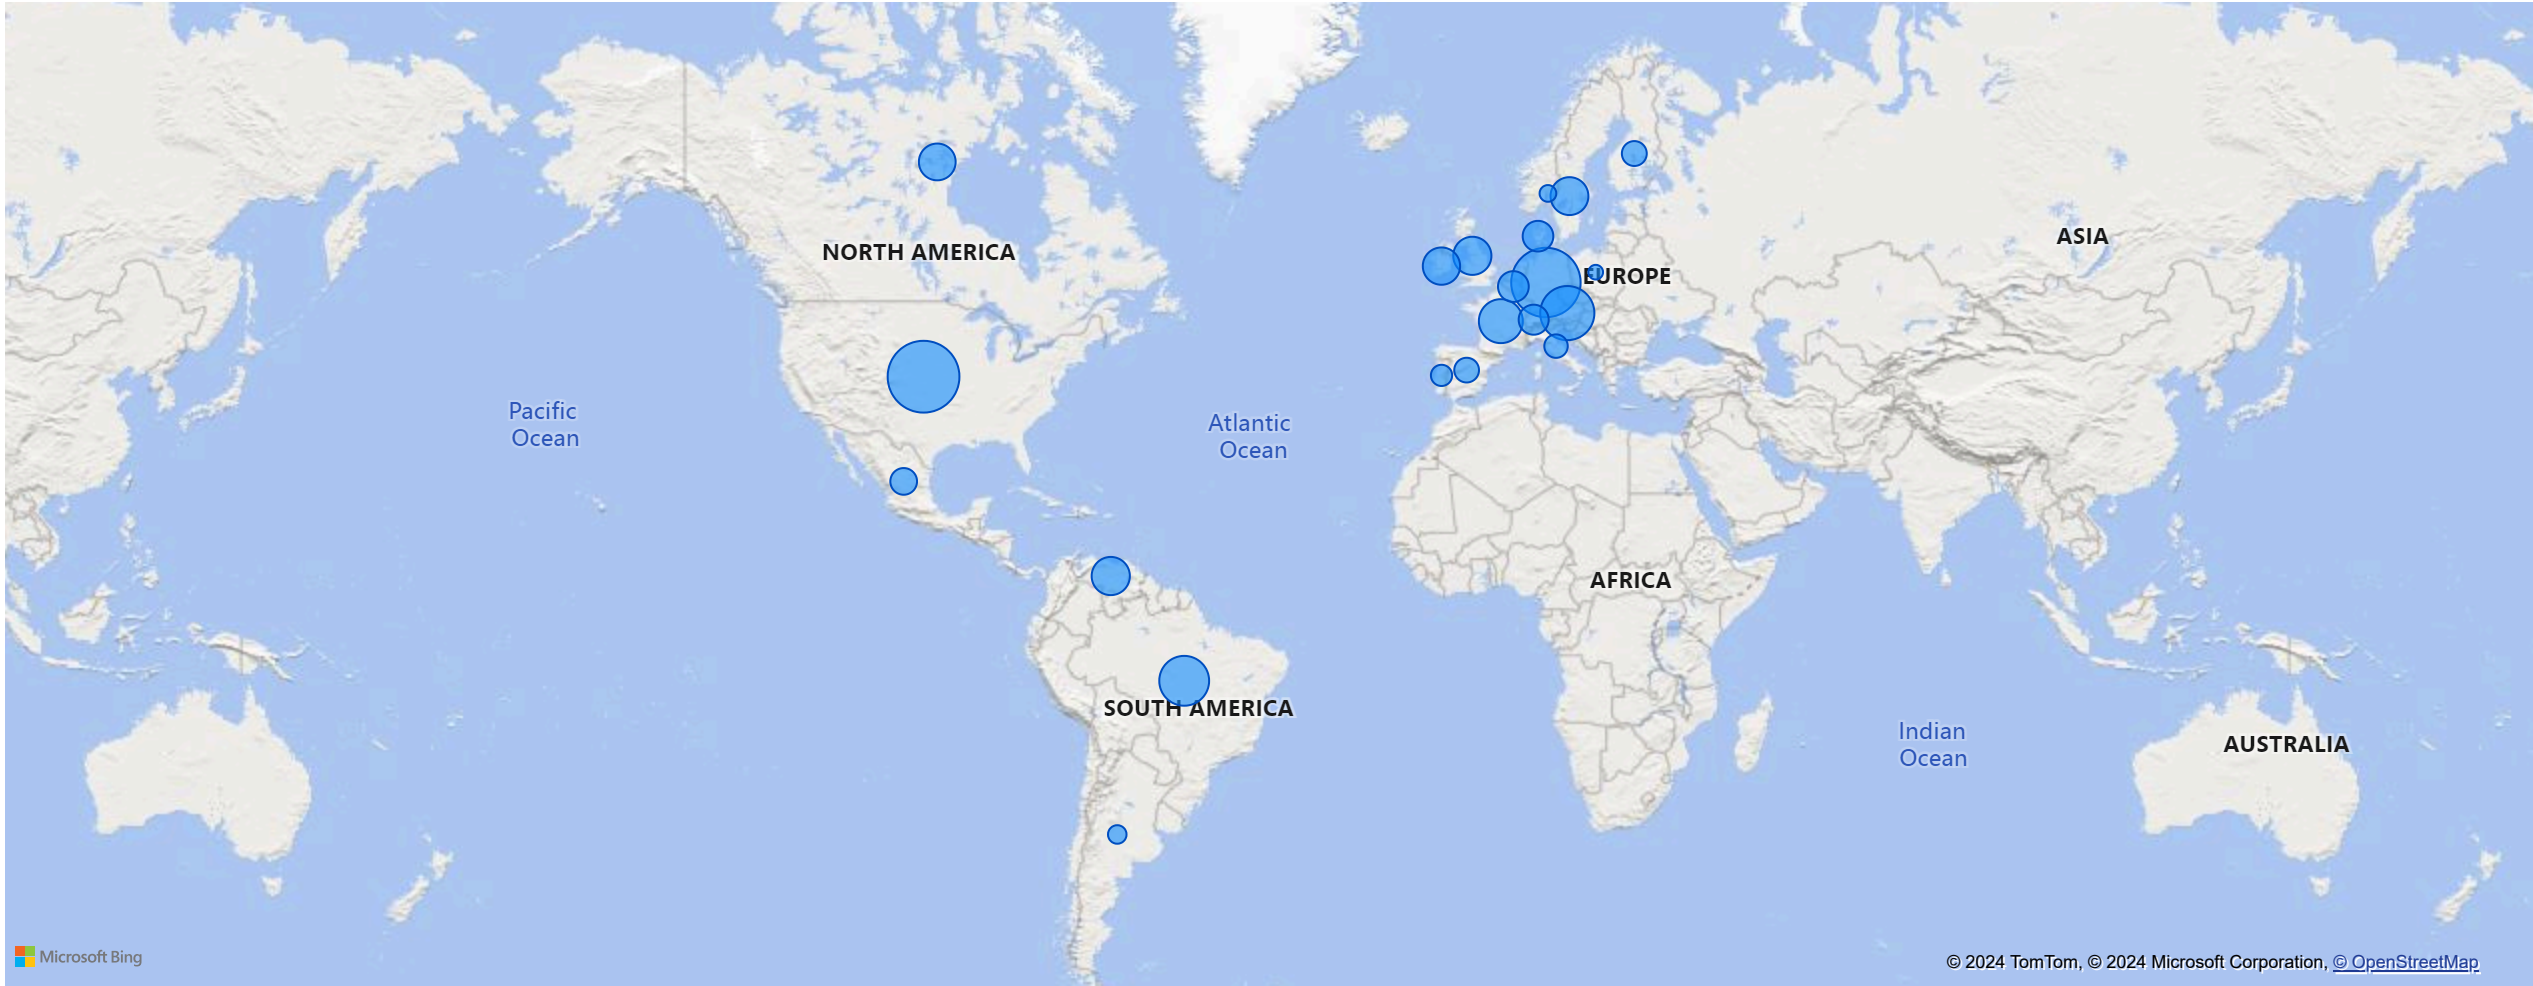 NORTH AMERICA
ASIA
EUROPE
Pacific
Ocean
Atlantic
Ocean
AFRICA
SOUTH AMERICA
Indian
Ocean
AUSTRALIA
Microsoft Bing
© 2024 TomTom, © 2024 Microsoft Corporation, © OpenStreetMap